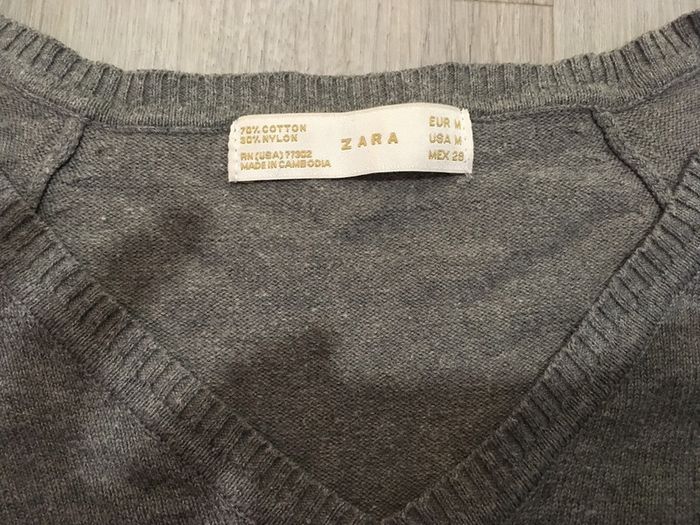 70% COTTON
30% NYLON
RN (USA) 77302
MADE IN CAMBODIA
ZARA
EUR M
USA M
MEX 28